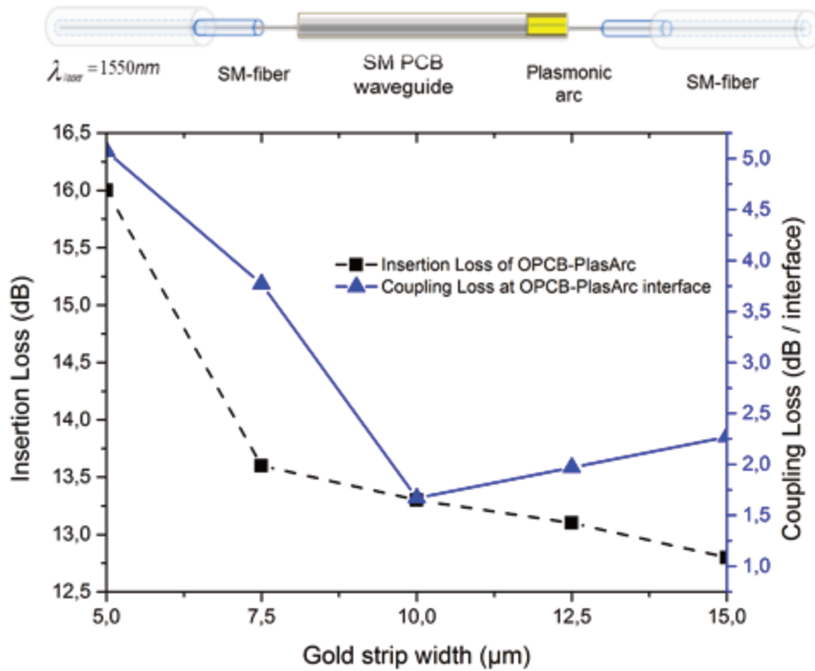 λlaser =1550nm
SM-fiber
SM PCB
waveguide
Plasmonic
arc
SM-fiber
16,5
16,0
15,5
15,0
14,5
14,0
13,5
13,0
12,5
Insertion Loss (dB)
Insertion Loss of OPCB-PlasArc
Coupling Loss at OPCB-PlasArc interface
5,0
4,5
4,0
3,5
3,0
2,5
2,0
1,5
1,0
Coupling Loss (dB / interface)
5,0
7,5
10,0
12,5
15,0
Gold strip width (μm)